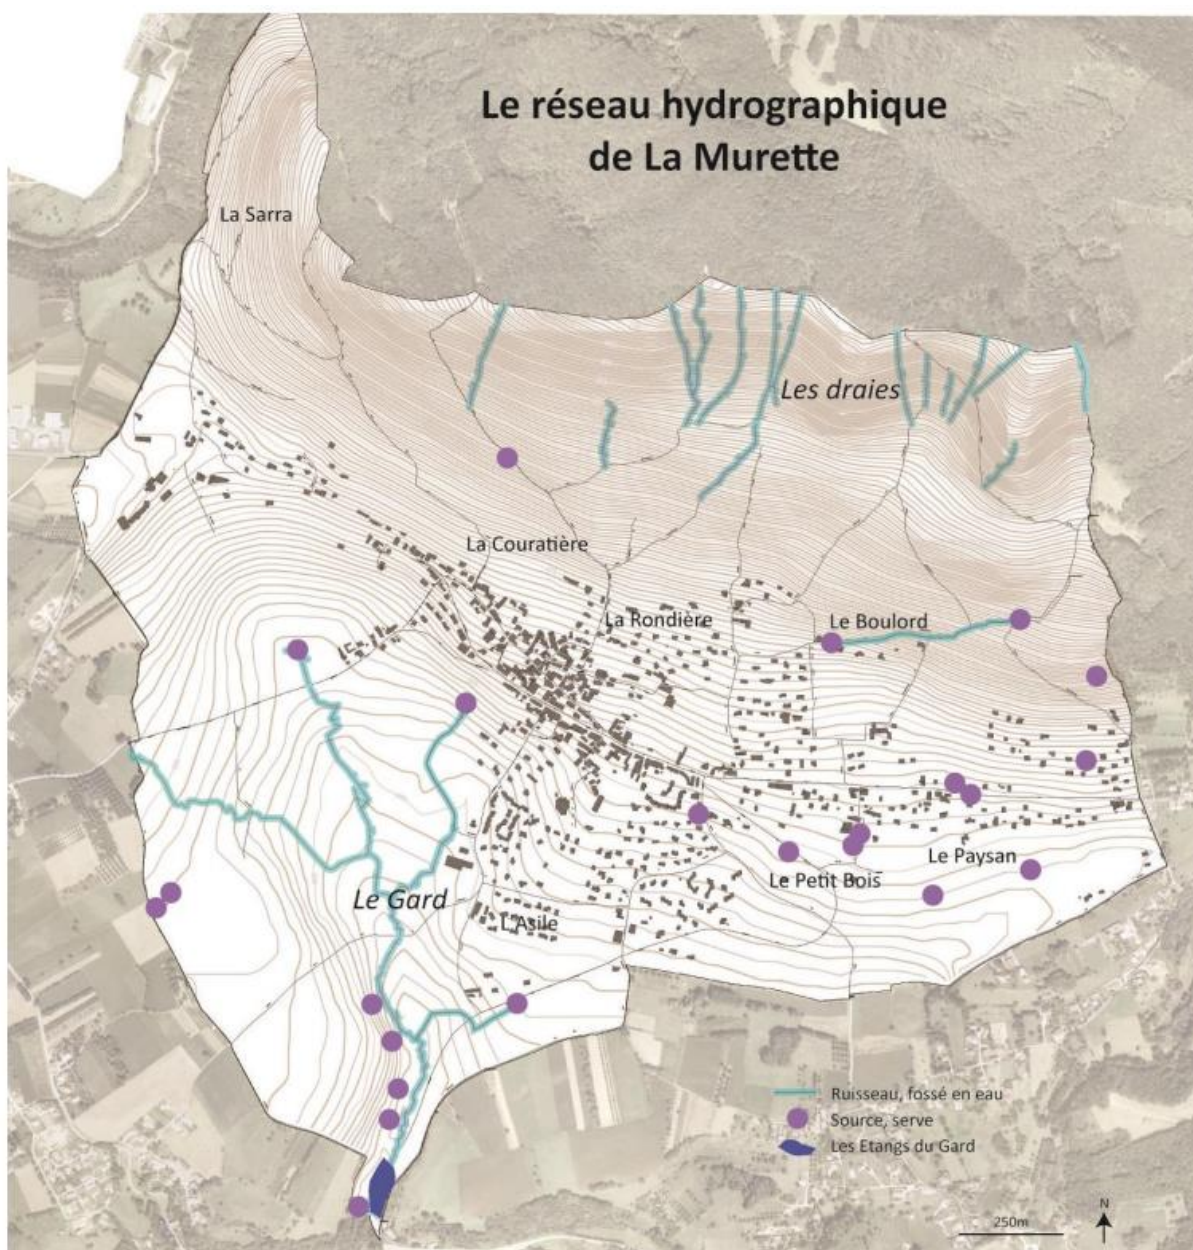 Le réseau hydrographique
de La Murette
La Sarra
Les draies
La Couratière
La Rondière
Le Boulord
Le Paysan
Le Petit Bois
Le Gard
L'Asile
Ruisseau, fossé en eau
Source, serve
Les Etangs du Gard
250m
N